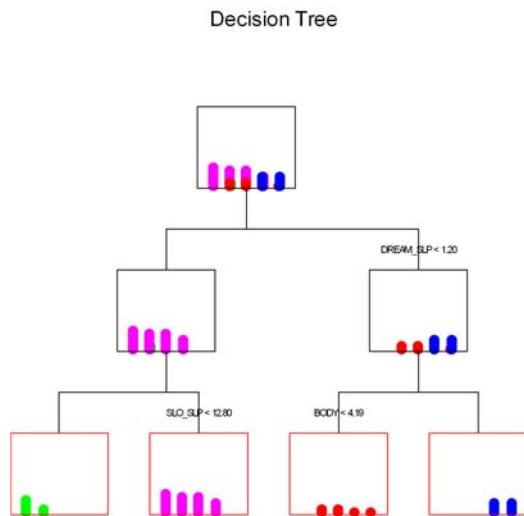 Decision Tree
DREAM_SLP < 1.20
SLO_SLP < 12.80
BODY < 4.19